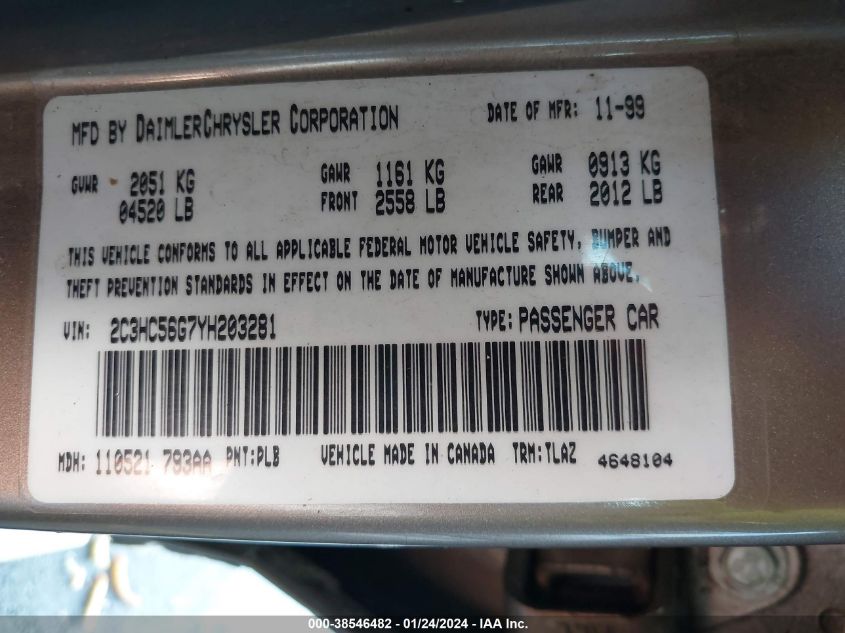 MFD BY DAIMLERCHRYSLER CORPORATION DATE OF MFR: 11-99
GVWR 2051 KG GAWR 1161 KG GAWR 0913 KG
04520 LB FRONT 2558 LB REAR 2012 LB
THIS VEHICLE CONFORMS TO ALL APPLICABLE FEDERAL MOTOR VEHICLE SAFETY, BUMPER AND
THEFT PREVENTION STANDARDS IN EFFECT ON THE DATE OF MANUFACTURE SHOWN ABOVE.
VIN: 2C3HC56G7YH203281 TYPE: PASSENGER CAR
MDH: 110521 793AA PNT:PLB VEHICLE MADE IN CANADA TRM:TLAZ 4648104
000-38546482 - 01/24/2024 - IAA Inc.